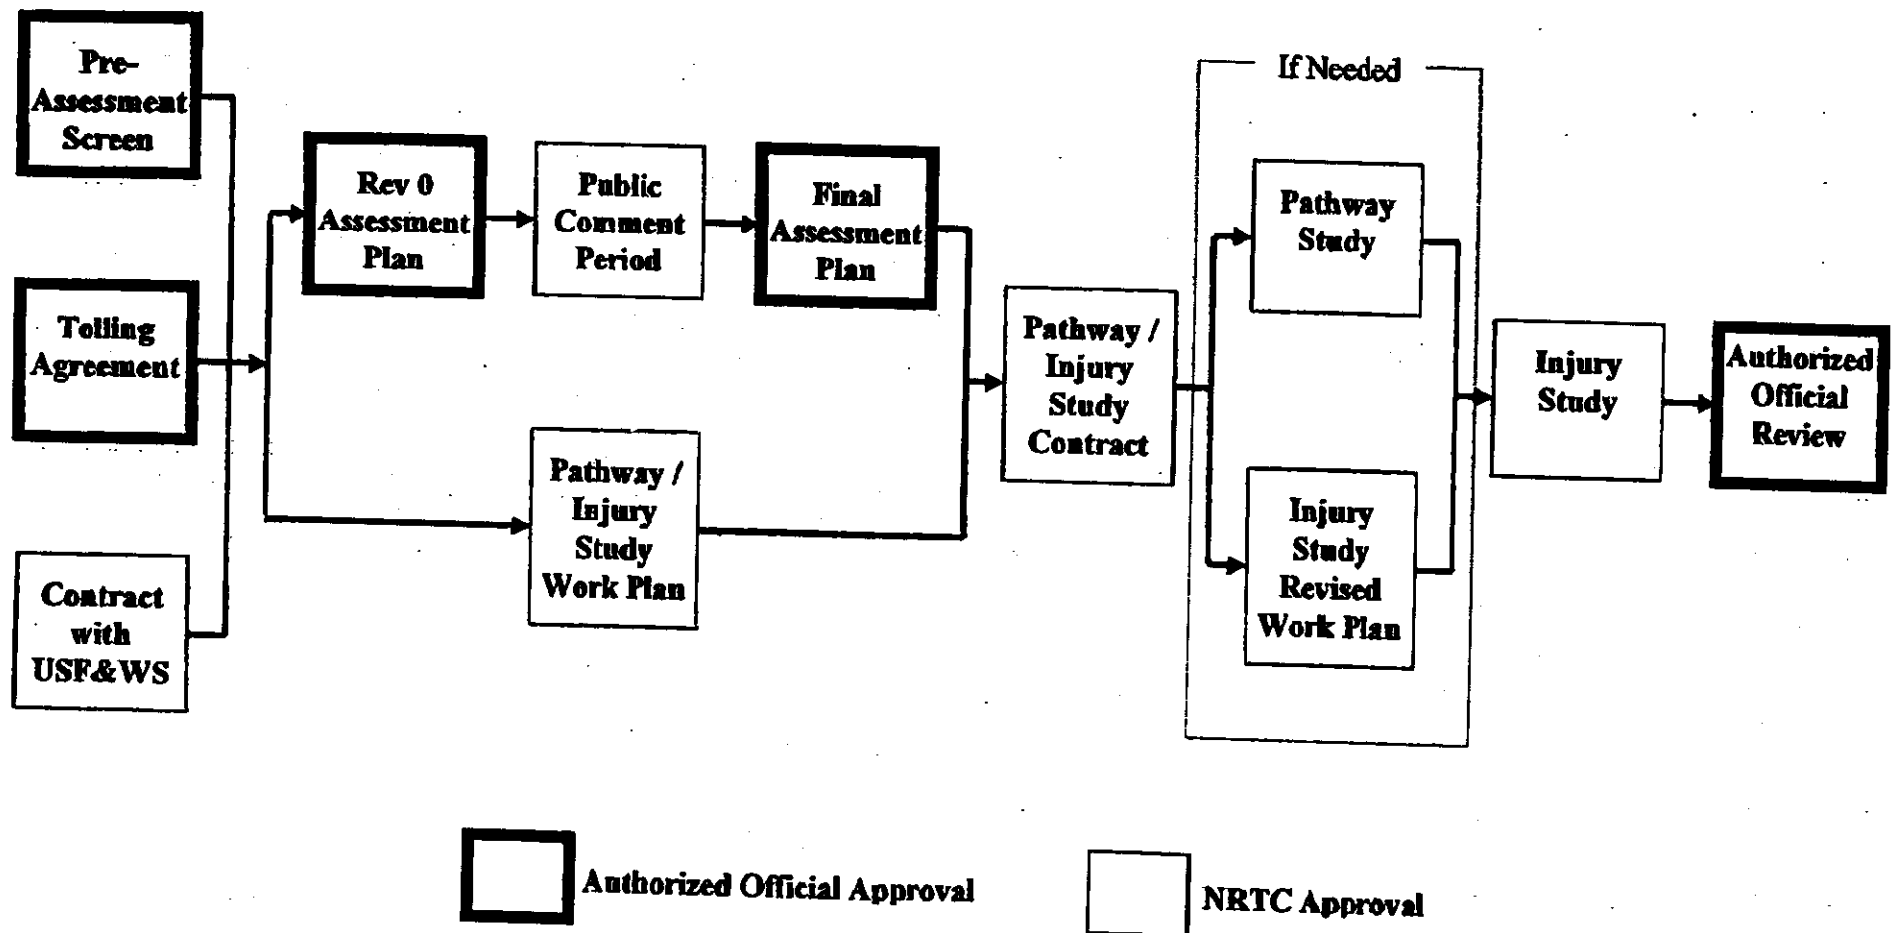 Pre-
Assessment
Screen
Tolling
Agreement
Contract
with
USF&WS
Rev 0
Assessment
Plan
Public
Comment
Period
Final
Assessment
Plan
Pathway /
Injury
Study
Work Plan
Pathway /
Injury
Study
Contract
If Needed
Pathway
Study
Injury
Study
Revised
Work Plan
Injury
Study
Authorized
Official
Review
Authorized Official Approval
NRTC Approval